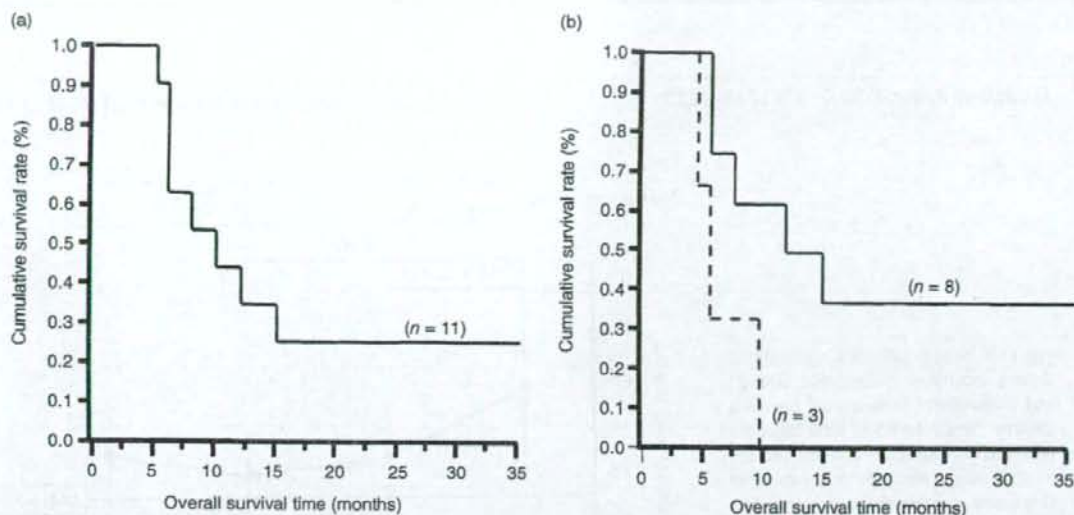 (a)
1.0
0.9
0.8
0.7
0.6
0.5
0.4
0.3
0.2
0.1
0.0
Cumulative survival rate (%)
(n = 11)
0 5 10 15 20 25 30 35
Overall survival time (months)
(b)
1.0
0.9
0.8
0.7
0.6
0.5
0.4
0.3
0.2
0.1
0.0
Cumulative survival rate (%)
(n = 8)
(n = 3)
0 5 10 15 20 25 30 35
Overall survival time (months)